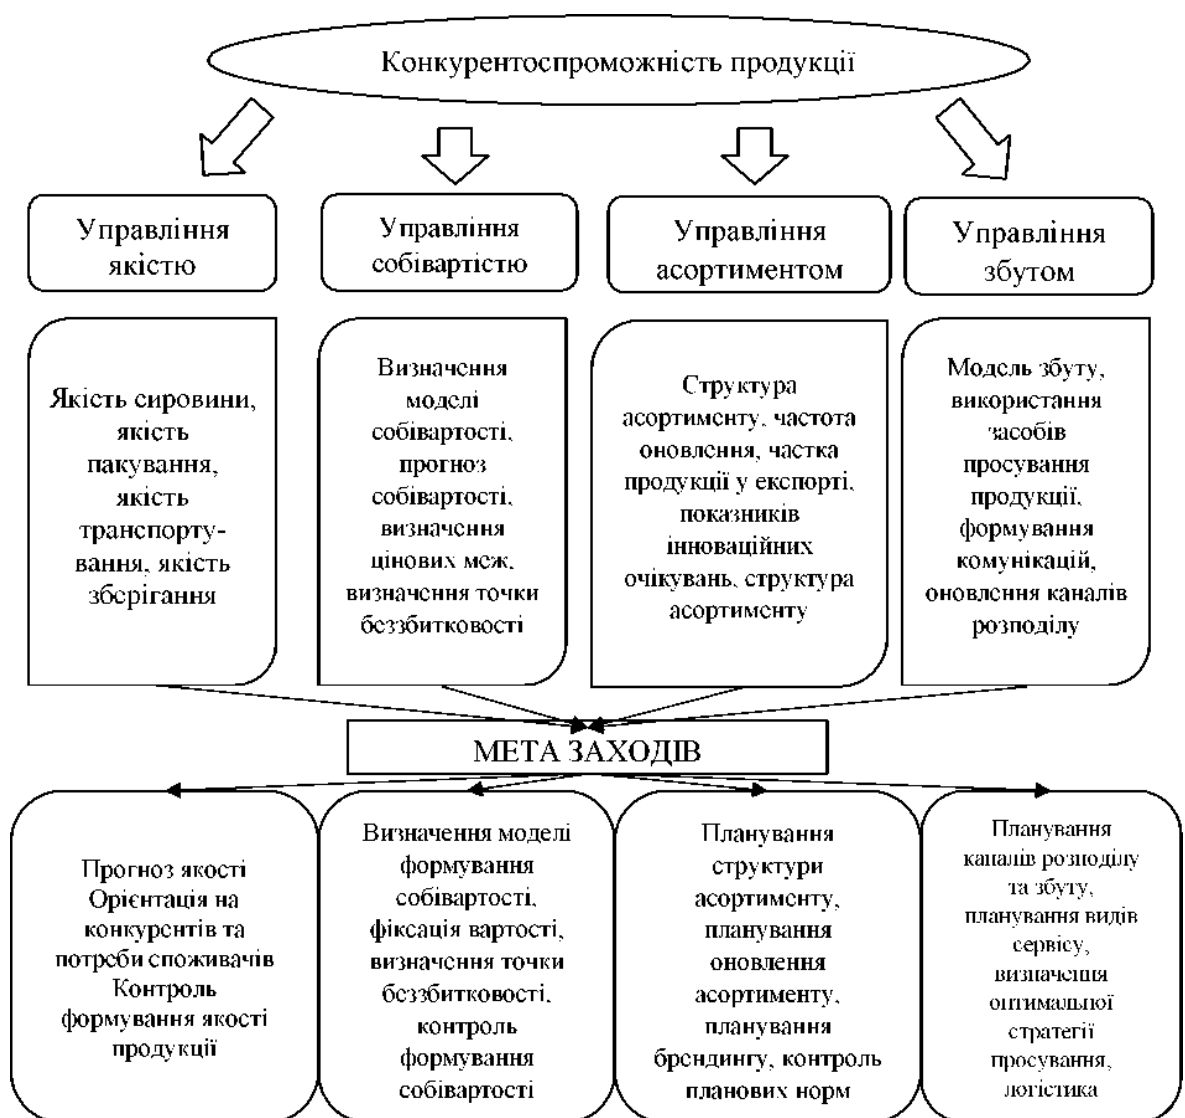 Конкурентоспроможність продукції
Управління
якістю
Управління
собівартістю
Управління
асортиментом
Управління
збутом
Якість сировини,
якість
пакування,
якість
транспорту-
вання, якість
зберігання
Визначення
моделі
собівартості,
прогноз
собівартості,
визначення
цінових меж,
визначення точки
беззбитковості
Структура
асортименту, частота
оновлення, частка
продукції у експорті,
показників
інноваційних
очікувань, структура
асортименту
Модель збуту,
використання
засобів
просування
продукції,
формування
комунікацій,
оновлення каналів
розподілу
МЕТА ЗАХОДІВ
Прогноз якості
Орієнтація на
конкурентів та
потреби споживачів
Контроль
формування якості
продукції
Визначення моделі
формування
собівартості,
фіксація вартості,
визначення точки
беззбитковості,
контроль
формування
собівартості
Планування
структури
асортименту,
планування
оновлення
асортименту,
планування
брендингу, контроль
планових норм
Планування
каналів розподілу
та збуту,
планування видів
сервісу,
визначення
оптимальної
стратегії
просування,
логістика